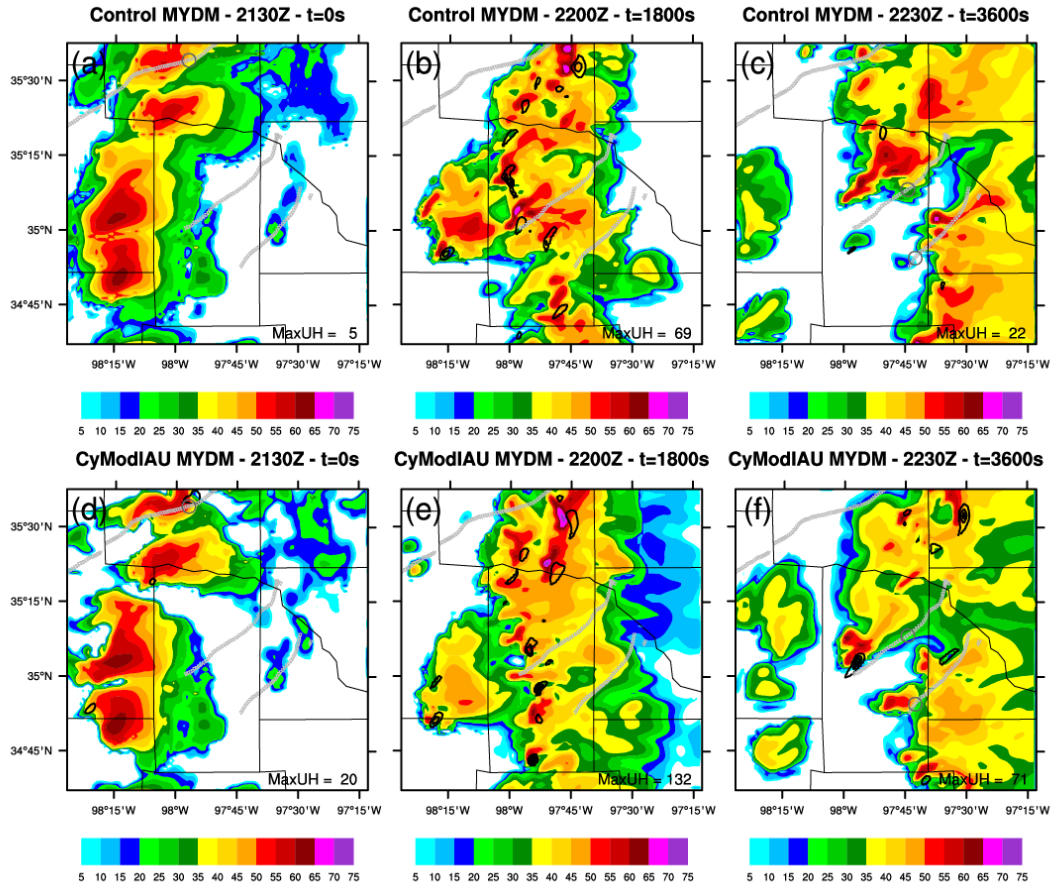 Control MYDM - 2130Z - t=0s
Control MYDM - 2200Z - t=1800s
Control MYDM - 2230Z - t=3600s
(a)
(b)
(c)
35°30'N
35°15'N
35°N
34°45'N
MaxUH = 5
MaxUH = 69
MaxUH = 22
98°15'W 98°W 97°45'W 97°30'W 97°15'W
98°15'W 98°W 97°45'W 97°30'W 97°15'W
98°15'W 98°W 97°45'W 97°30'W 97°15'W
5 10 15 20 25 30 35 40 45 50 55 60 65 70 75
5 10 15 20 25 30 35 40 45 50 55 60 65 70 75
5 10 15 20 25 30 35 40 45 50 55 60 65 70 75
CyModIAU MYDM - 2130Z - t=0s
CyModIAU MYDM - 2200Z - t=1800s
CyModIAU MYDM - 2230Z - t=3600s
(d)
(e)
(f)
35°30'N
35°15'N
35°N
34°45'N
MaxUH = 20
MaxUH = 132
MaxUH = 71
98°15'W 98°W 97°45'W 97°30'W 97°15'W
98°15'W 98°W 97°45'W 97°30'W 97°15'W
98°15'W 98°W 97°45'W 97°30'W 97°15'W
5 10 15 20 25 30 35 40 45 50 55 60 65 70 75
5 10 15 20 25 30 35 40 45 50 55 60 65 70 75
5 10 15 20 25 30 35 40 45 50 55 60 65 70 75